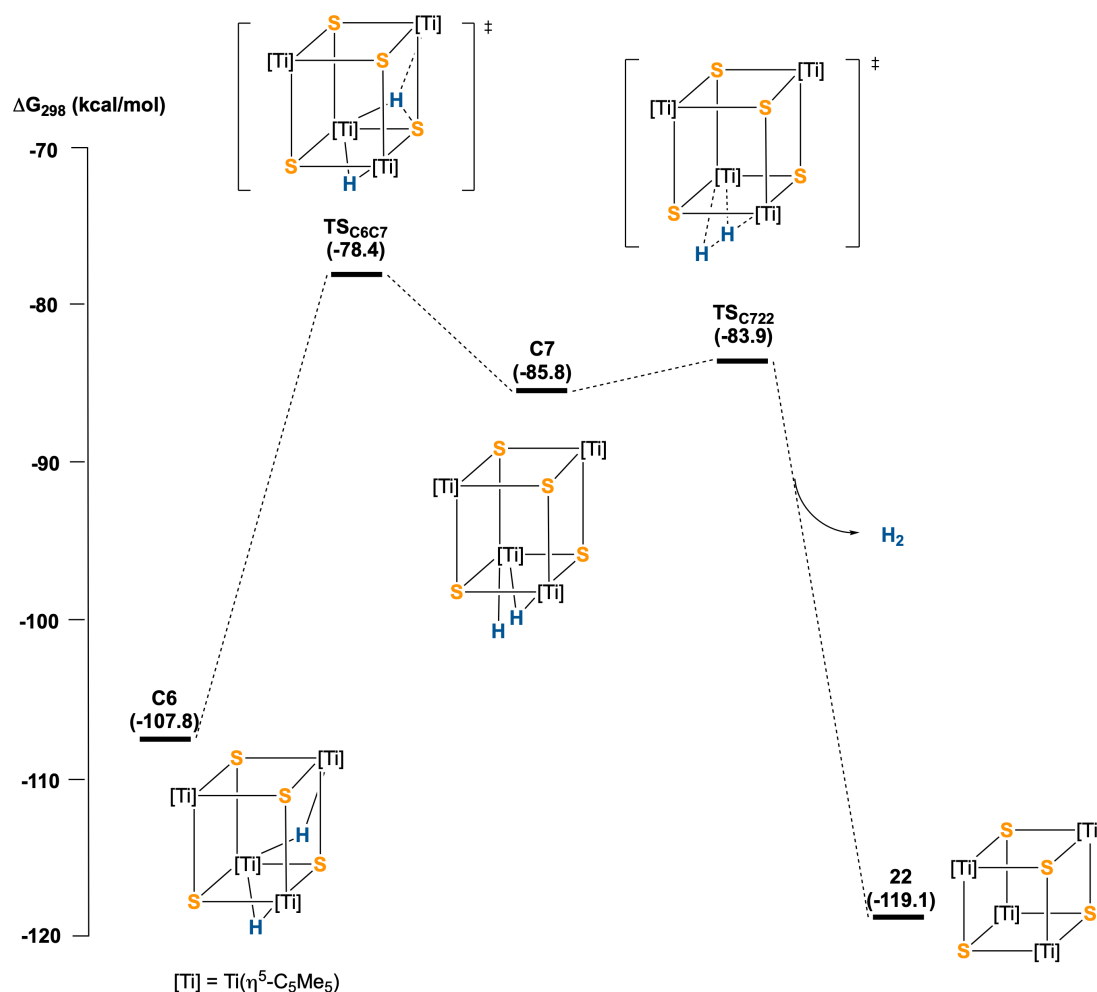 S
[Ti]
‡
[Ti]
S
H
[Ti]
S
S
[Ti]
H
S
[Ti]
‡
[Ti]
S
[Ti]
S
S
[Ti]
H
H
ΔG298 (kcal/mol)
-70
-80
-90
-100
-110
-120
TSC6C7
(-78.4)
TSC722
(-83.9)
C7
(-85.8)
S
[Ti]
[Ti]
S
[Ti]
S
S
[Ti]
H
H
H2
C6
(-107.8)
S
[Ti]
[Ti]
S
H
[Ti]
S
S
[Ti]
H
22
(-119.1)
S
[Ti
[Ti]
S
[Ti]
S
S
[Ti]
[Ti] = Ti(η5-C5Me5)